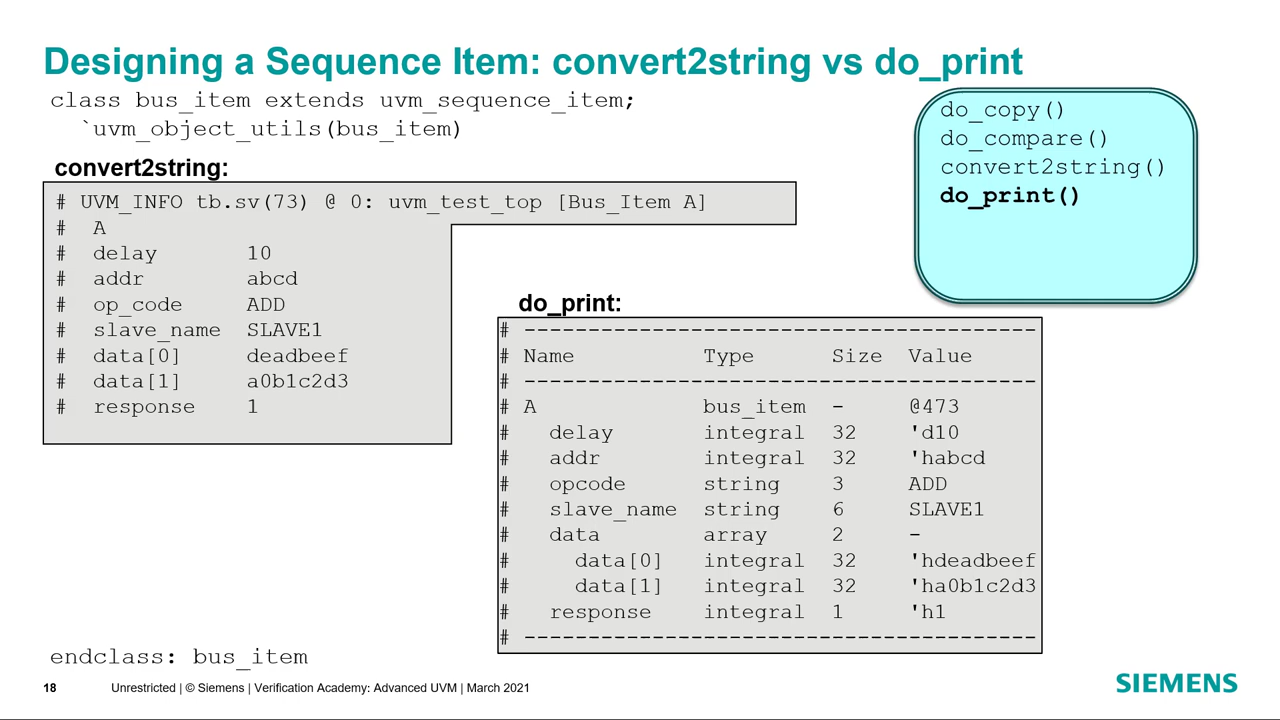 Designing a Sequence Item: convert2string vs do_print
class bus_item extends uvm_sequence_item;
`uvm_object_utils(bus_item)
do_copy()
do_compare()
convert2string()
do_print()
convert2string:
# UVM_INFO tb.sv(73) @ 0: uvm_test_top [Bus_Item A]
# A
# delay 10
# addr abcd
# op_code ADD
# slave_name SLAVE1
# data[0] deadbeef
# data[1] a0b1c2d3
# response 1
do_print:
# ----------------------------------------
# Name Type Size Value
# ----------------------------------------
# A bus_item - @473
# delay integral 32 'd10
# addr integral 32 'habcd
# opcode string 3 ADD
# slave_name string 6 SLAVE1
# data array 2 -
# data[0] integral 32 'hdeadbeef
# data[1] integral 32 'ha0b1c2d3
# response integral 1 'h1
# ----------------------------------------
endclass: bus_item
18 Unrestricted | © Siemens | Verification Academy: Advanced UVM | March 2021
SIEMENS